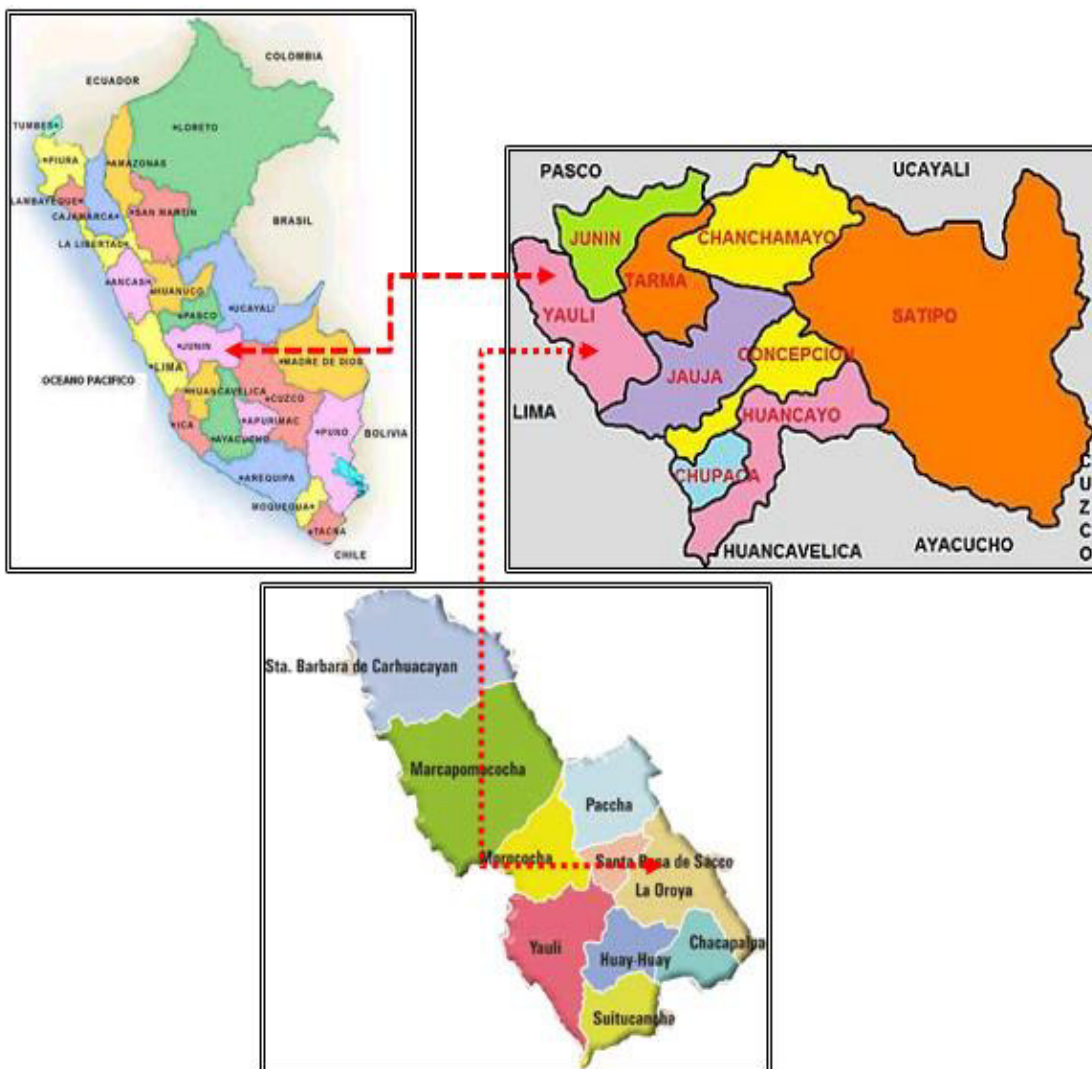 COLOMBIA
ECUADOR
TUMBES
LORETO
PIURA
AMAZONAS
LAMBAYEQUE
SAN MARTIN
CAJAMARCA
BRASIL
LA LIBERTAD
ANCAS
HUANUCO
UCAYALI
PASCO
JUNIN
LIMA
MADRE DE DIOS
OCEANO PACIFICO
HUANCAVELICA
CUZCO
ICA
APURIMAC
PUNO
BOLIVIA
AYACUCHO
AREQUIPA
MOQUEGUA
TACNA
CHILE
PASCO
UCAYALI
JUNIN
CHANCHAMAYO
TARMA
YAULI
SATIPO
CONCEPCION
JAUJA
LIMA
HUANCAYO
CHUPACA
CUZCO
HUANCAVELICA
AYACUCHO
Sta. Barbara de Carhuacayan
Marcapomacocha
Paccha
Morococha
Santa Rosa de Sacco
La Oroya
Yauli
Chacapalpa
Huay-Huay
Suitucancha